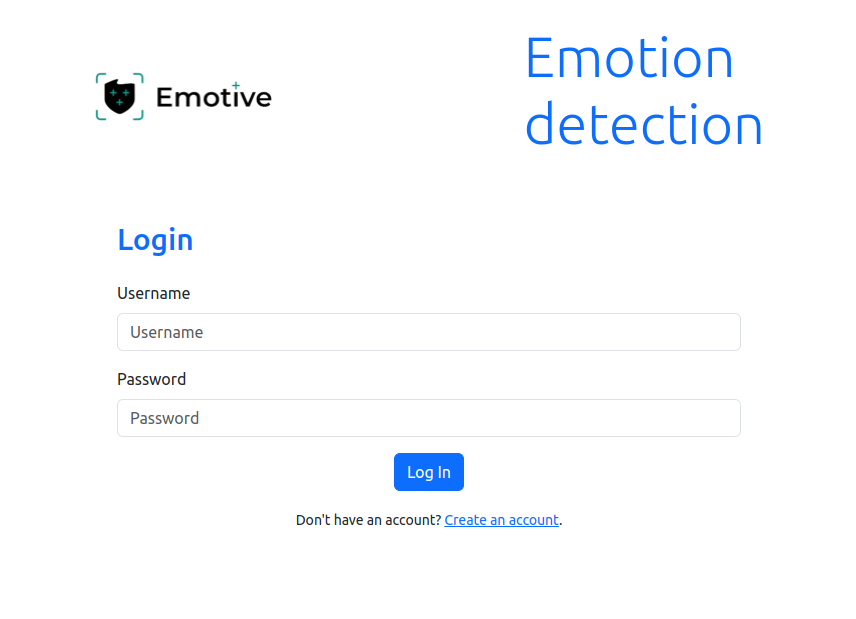 Emotive
Emotion
detection
Login
Username
Username
Password
Password
Log In
Don't have an account? Create an account.